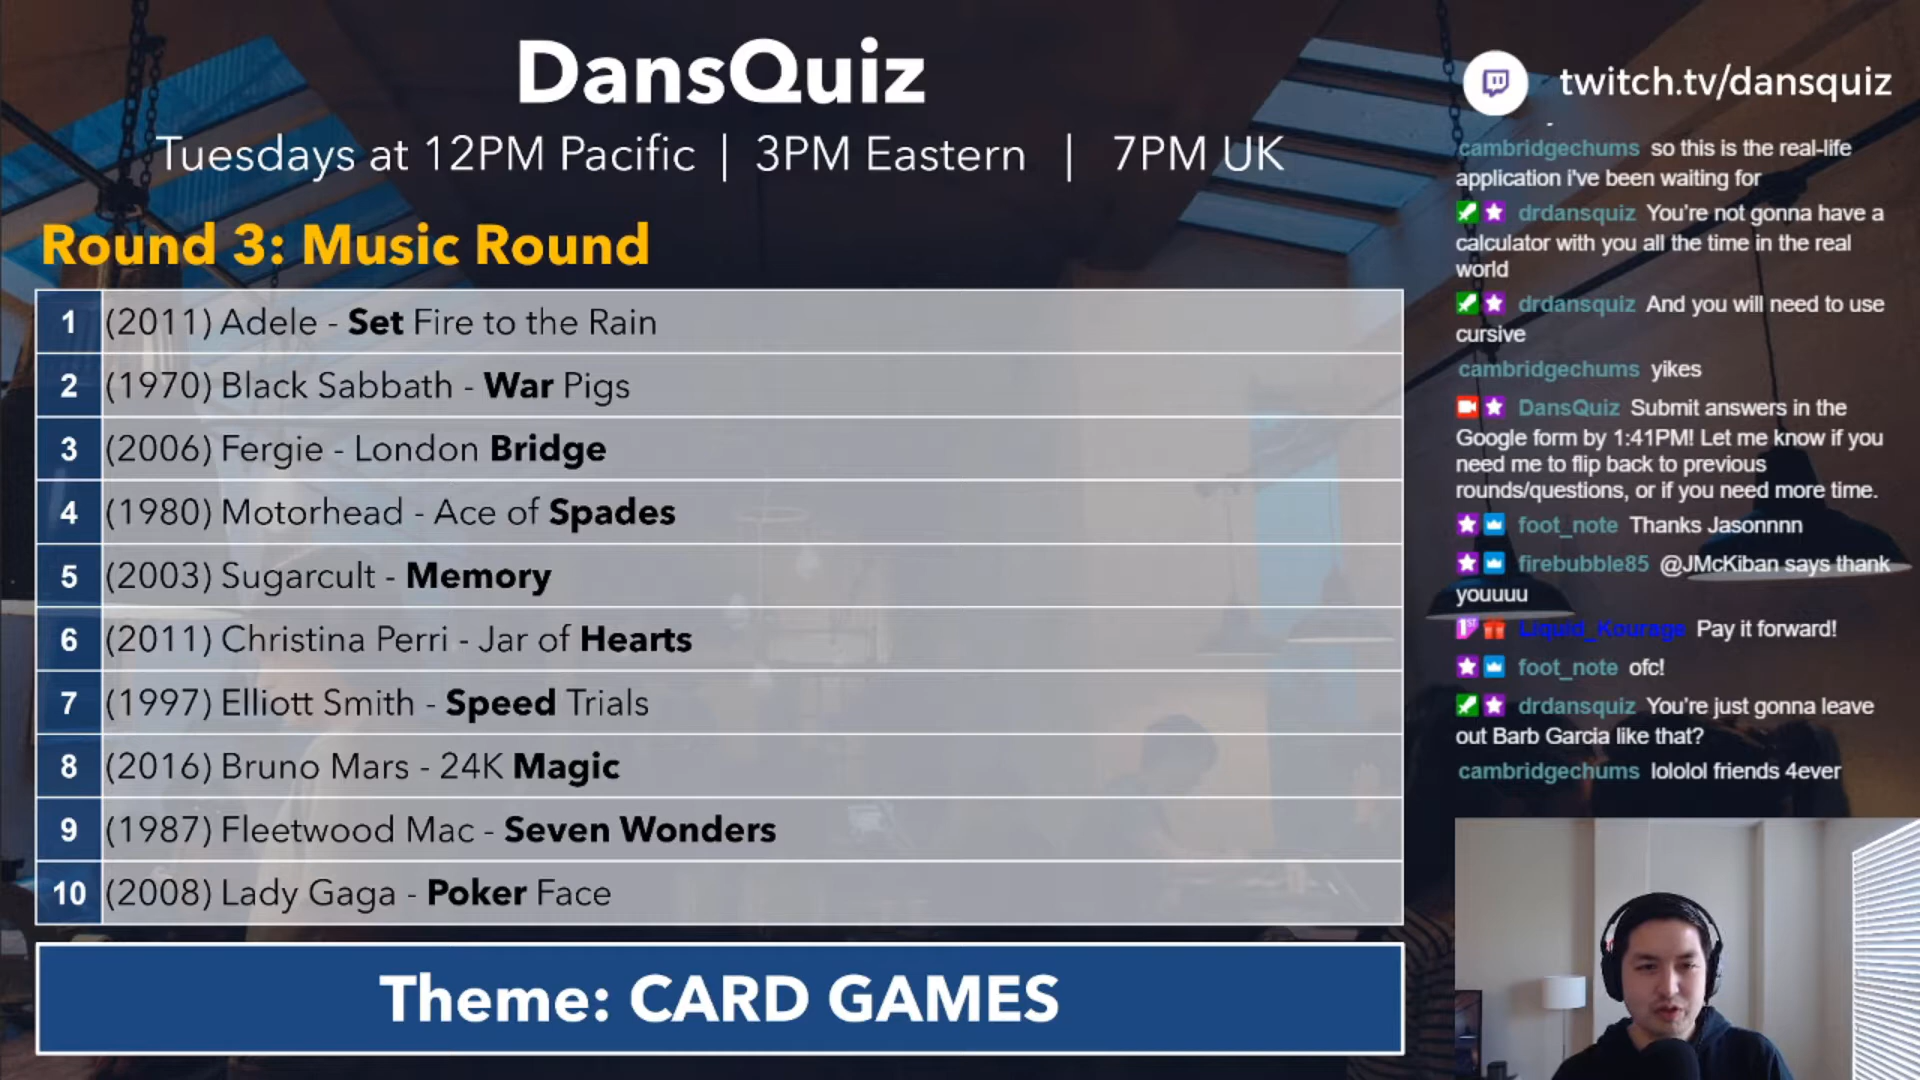 DansQuiz
Tuesdays at 12PM Pacific | 3PM Eastern | 7PM UK
Round 3: Music Round
1 (2011) Adele - Set Fire to the Rain
2 (1970) Black Sabbath - War Pigs
3 (2006) Fergie - London Bridge
4 (1980) Motorhead - Ace of Spades
5 (2003) Sugarcult - Memory
6 (2011) Christina Perri - Jar of Hearts
7 (1997) Elliott Smith - Speed Trials
8 (2016) Bruno Mars - 24K Magic
9 (1987) Fleetwood Mac - Seven Wonders
10 (2008) Lady Gaga - Poker Face
Theme: CARD GAMES
twitch.tv/dansquiz
cambridgechums so this is the real-life
application i've been waiting for
drdansquiz You're not gonna have a
calculator with you all the time in the real
world
drdansquiz And you will need to use
cursive
cambridgechums yikes
DansQuiz Submit answers in the
Google form by 1:41PM! Let me know if you
need me to flip back to previous
rounds/questions, or if you need more time.
foot_note Thanks Jasonnnn
firebubble85 @JMcKiban says thank
youuuu
1ST Liquid_Kourage Pay it forward!
foot_note ofc!
drdansquiz You're just gonna leave
out Barb Garcia like that?
cambridgechums lololol friends 4ever